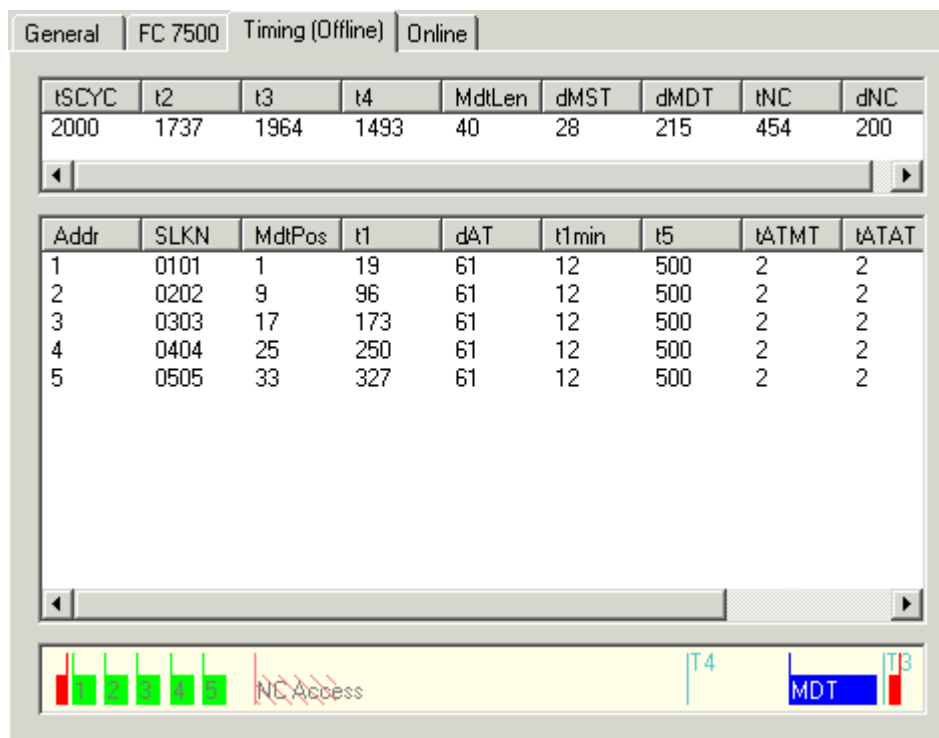 General FC 7500 Timing (Offline) Online
tSCYC t2 t3 t4 MdtLen dMST dMDT tNC dNC
2000 1737 1964 1493 40 28 215 454 200
Addr SLKN MdtPos t1 dAT t1min t5 tATMT tATAT
1 0101 1 19 61 12 500 2 2
2 0202 9 96 61 12 500 2 2
3 0303 17 173 61 12 500 2 2
4 0404 25 250 61 12 500 2 2
5 0505 33 327 61 12 500 2 2
T4 T3
1 2 3 4 5 NC Access MDT